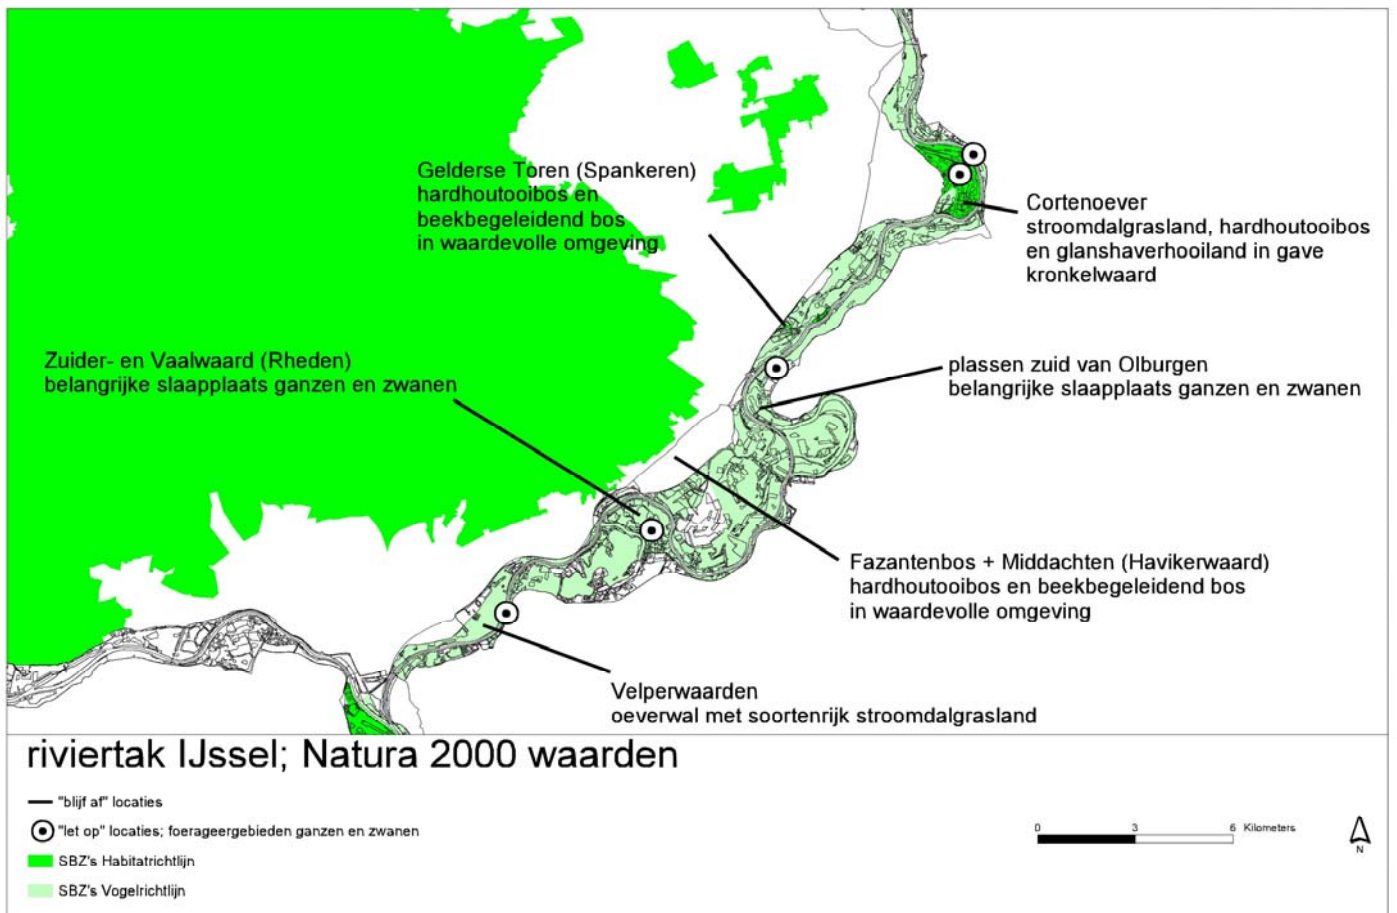 Gelderse Toren (Spankeren)
hardhoutooibos en
beekbegeleidend bos
in waardevolle omgeving
Cortenoever
stroomdalgrasland, hardhoutooibos
en glanshaverhooiland in gave
kronkelwaard
Zuider- en Vaalwaard (Rheden)
belangrijke slaapplaats ganzen en zwanen
plassen zuid van Olburgen
belangrijke slaapplaats ganzen en zwanen
Fazantenbos + Middachten (Havikerwaard)
hardhoutooibos en beekbegeleidend bos
in waardevolle omgeving
Velperwaarden
oeverwal met soortenrijk stroomdalgrasland
riviertak IJssel; Natura 2000 waarden
"blijf af" locaties
"let op" locaties; foerageergebieden ganzen en zwanen
SBZ's Habitatrichtlijn
SBZ's Vogelrichtlijn
0 3 6 Kilometers
N